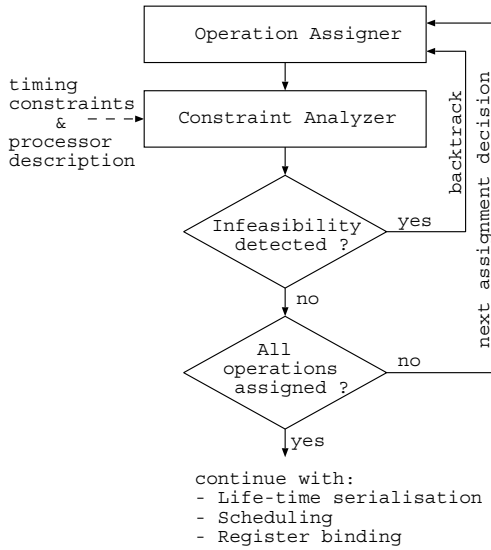 Operation Assigner
timing
constraints
&
processor
description
Constraint Analyzer
backtrack
next assignment decision
Infeasibility
detected ?
yes
no
All
operations
assigned ?
no
yes
continue with:
- Life-time serialisation
- Scheduling
- Register binding